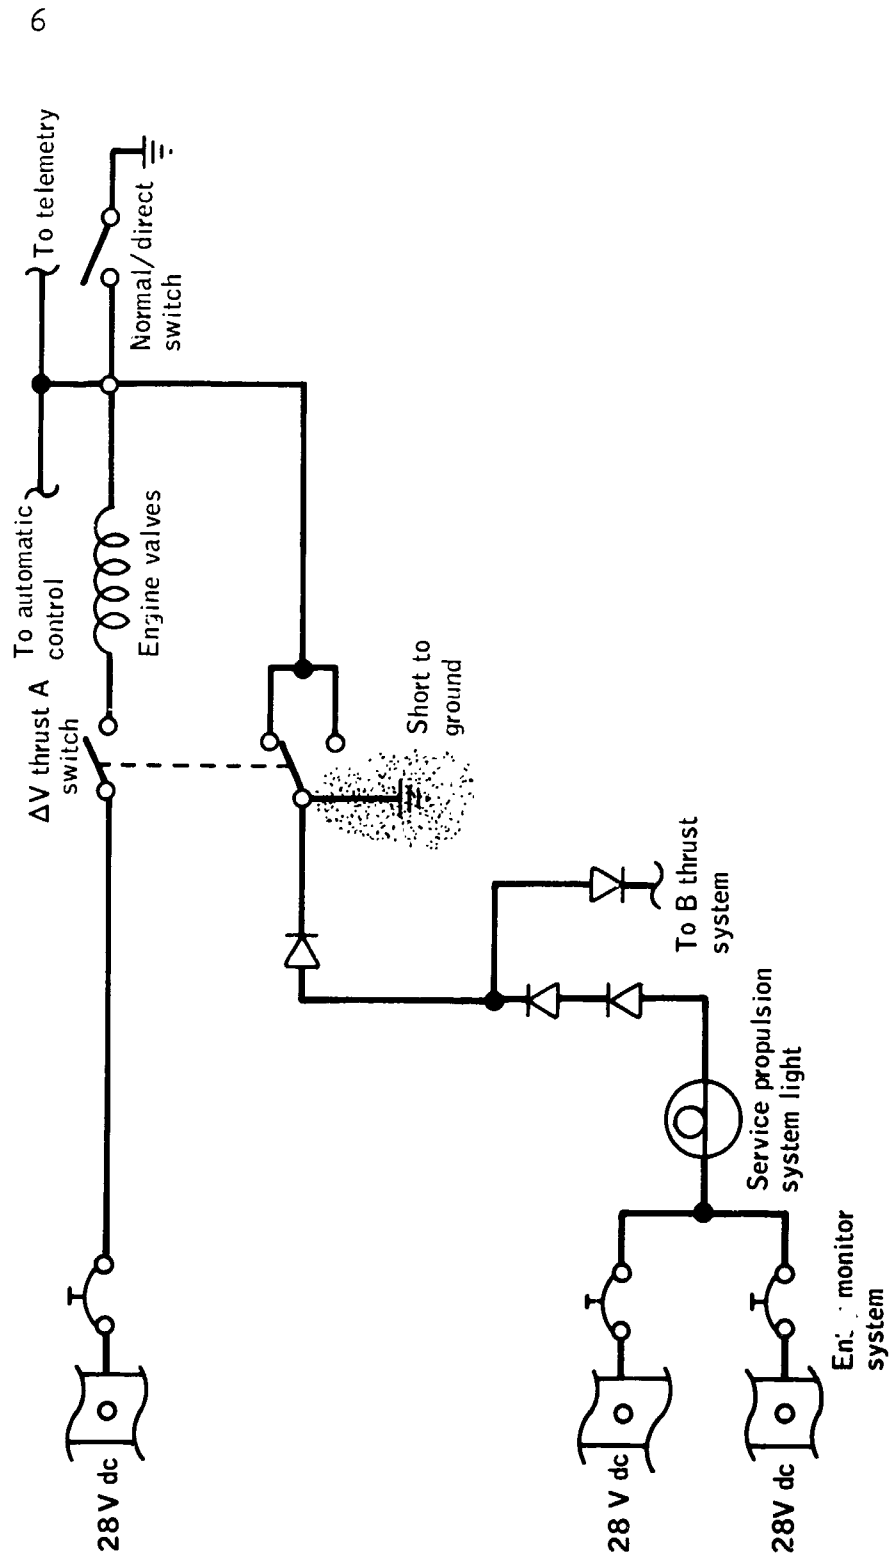 6
To telemetry
Normal/direct
switch
To automatic
control
Engine valves
ΔV thrust A
switch
Short to
ground
To B thrust
system
Service propulsion
system light
monitor
system
28V dc
28 V dc
28V dc